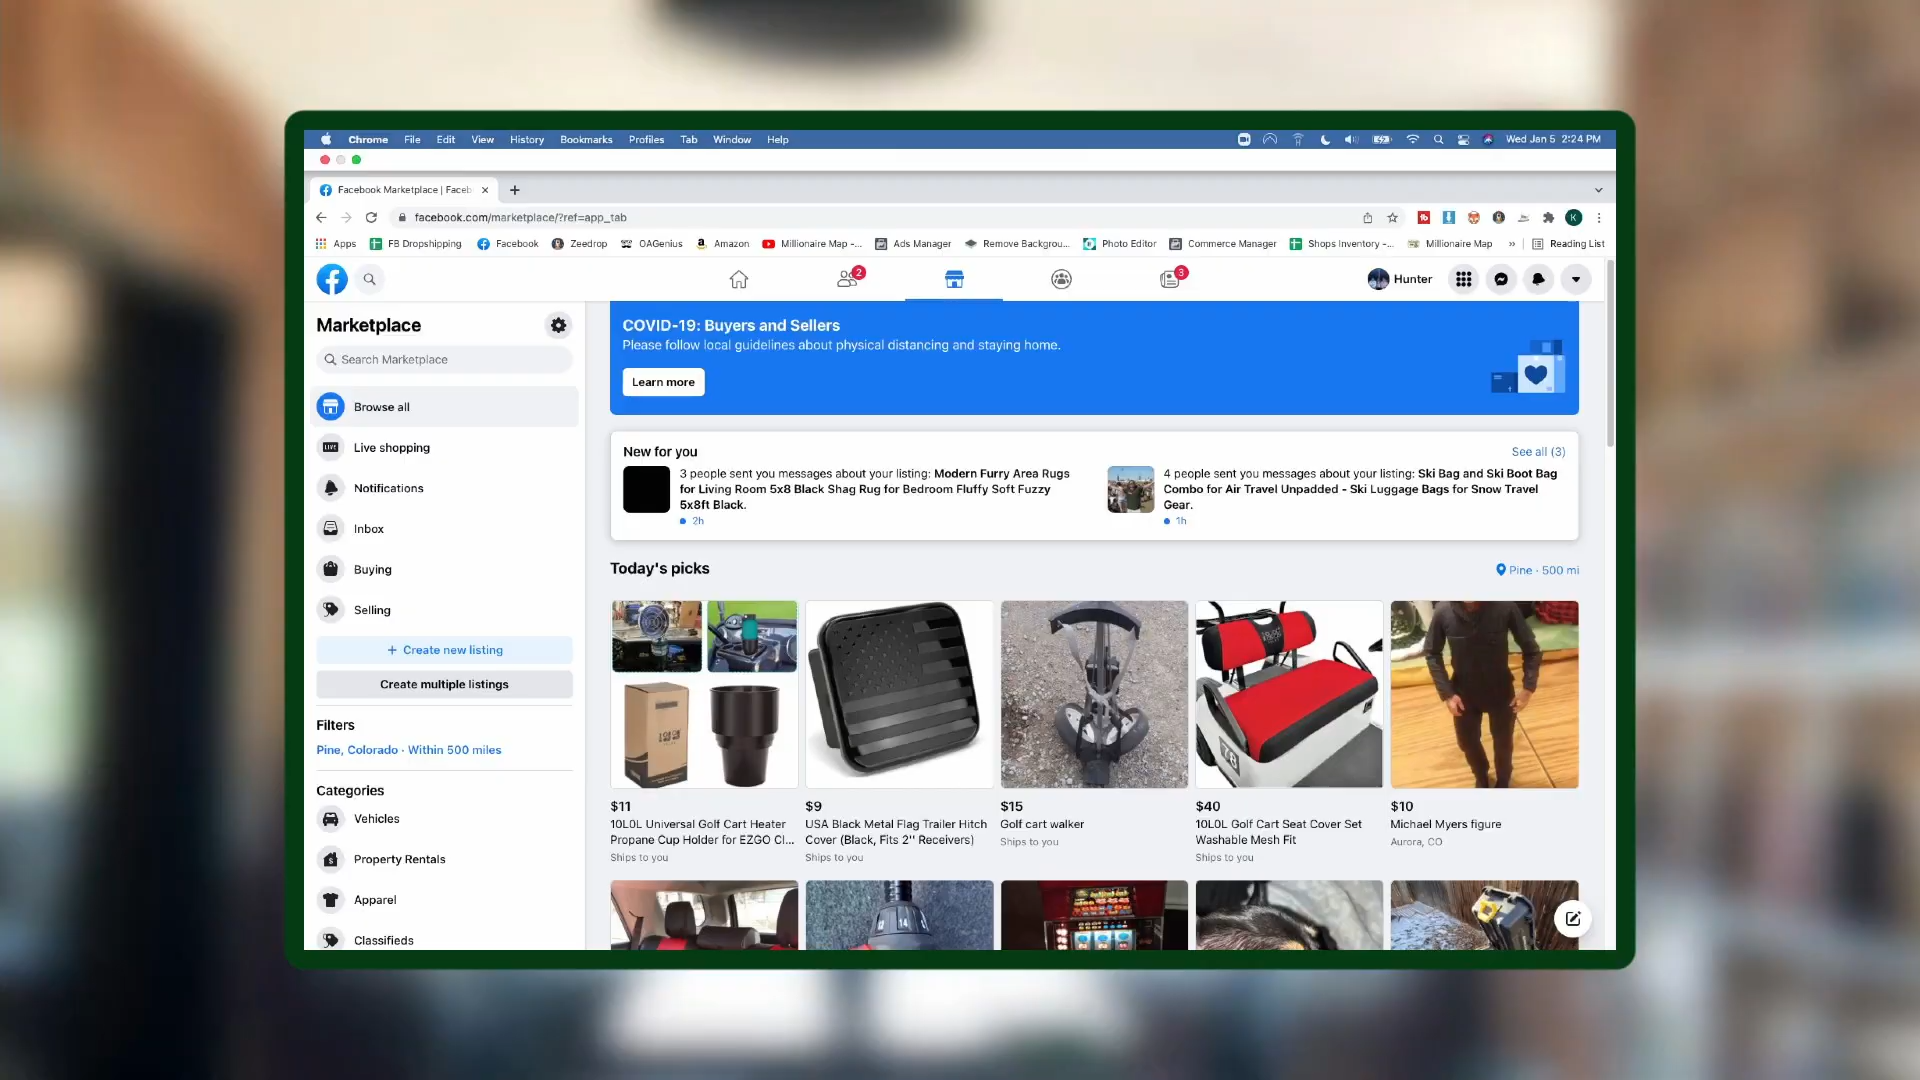 Chrome File Edit View History Bookmarks Profiles Tab Window Help
Wed Jan 5 2:24 PM
Facebook Marketplace | Faceb
facebook.com/marketplace/?ref=app_tab
K
Apps FB Dropshipping Facebook Zeedrop OAGenius Amazon Millionaire Map -... Ads Manager Remove Backgrou... Photo Editor Commerce Manager Shops Inventory -... Millionaire Map » Reading List
2
3
Hunter
Marketplace
Search Marketplace
Browse all
LIVE
Live shopping
Notifications
Inbox
Buying
Selling
+ Create new listing
Create multiple listings
Filters
Pine, Colorado · Within 500 miles
Categories
Vehicles
Property Rentals
Apparel
Classifieds
COVID-19: Buyers and Sellers
Please follow local guidelines about physical distancing and staying home.
Learn more
New for you
See all (3)
3 people sent you messages about your listing: Modern Furry Area Rugs
for Living Room 5x8 Black Shag Rug for Bedroom Fluffy Soft Fuzzy
5x8ft Black.
2h
4 people sent you messages about your listing: Ski Bag and Ski Boot Bag
Combo for Air Travel Unpadded - Ski Luggage Bags for Snow Travel
Gear.
1h
Today's picks
Pine · 500 mi
$11
10L0L Universal Golf Cart Heater
Propane Cup Holder for EZGO Cl...
Ships to you
$9
USA Black Metal Flag Trailer Hitch
Cover (Black, Fits 2'' Receivers)
Ships to you
$15
Golf cart walker
Ships to you
$40
10L0L Golf Cart Seat Cover Set
Washable Mesh Fit
Ships to you
$10
Michael Myers figure
Aurora, CO
14